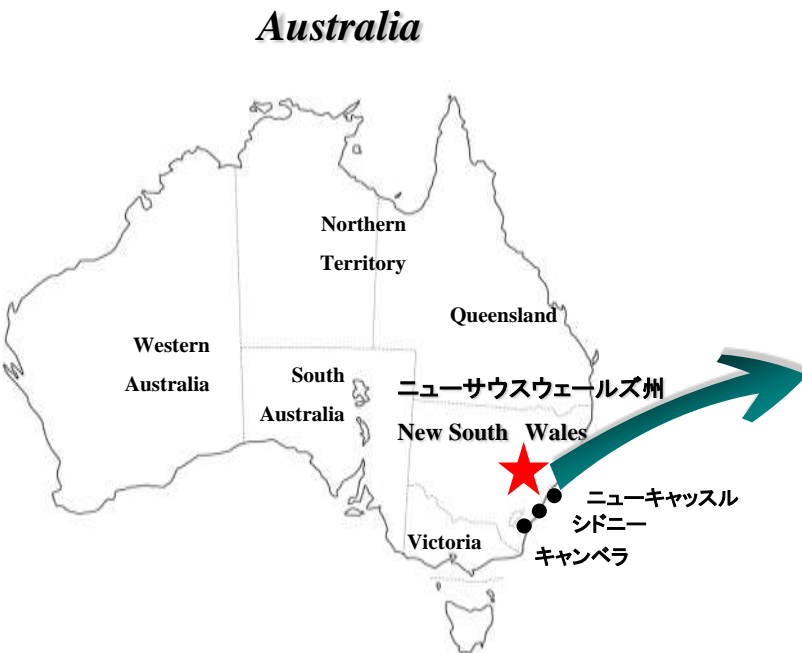 Australia
Northern
Territory
Queensland
Western
Australia
South
Australia
ニューサウスウェールズ州
New South Wales
ニューキャッスル
シドニー
キャンベラ
Victoria